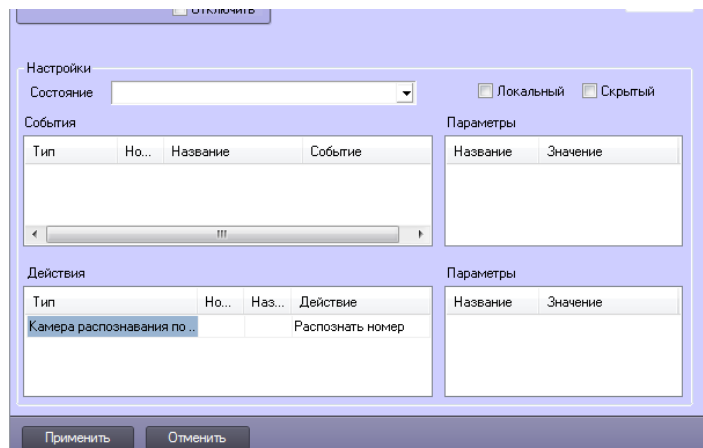 Отключить
Настройки
Состояние
Локальный Скрытый
События Параметры
Тип Но... Название Событие Название Значение
Действия Параметры
Тип Но... Наз... Действие Название Значение
Камера распознавания по .. Распознать номер
Применить Отменить